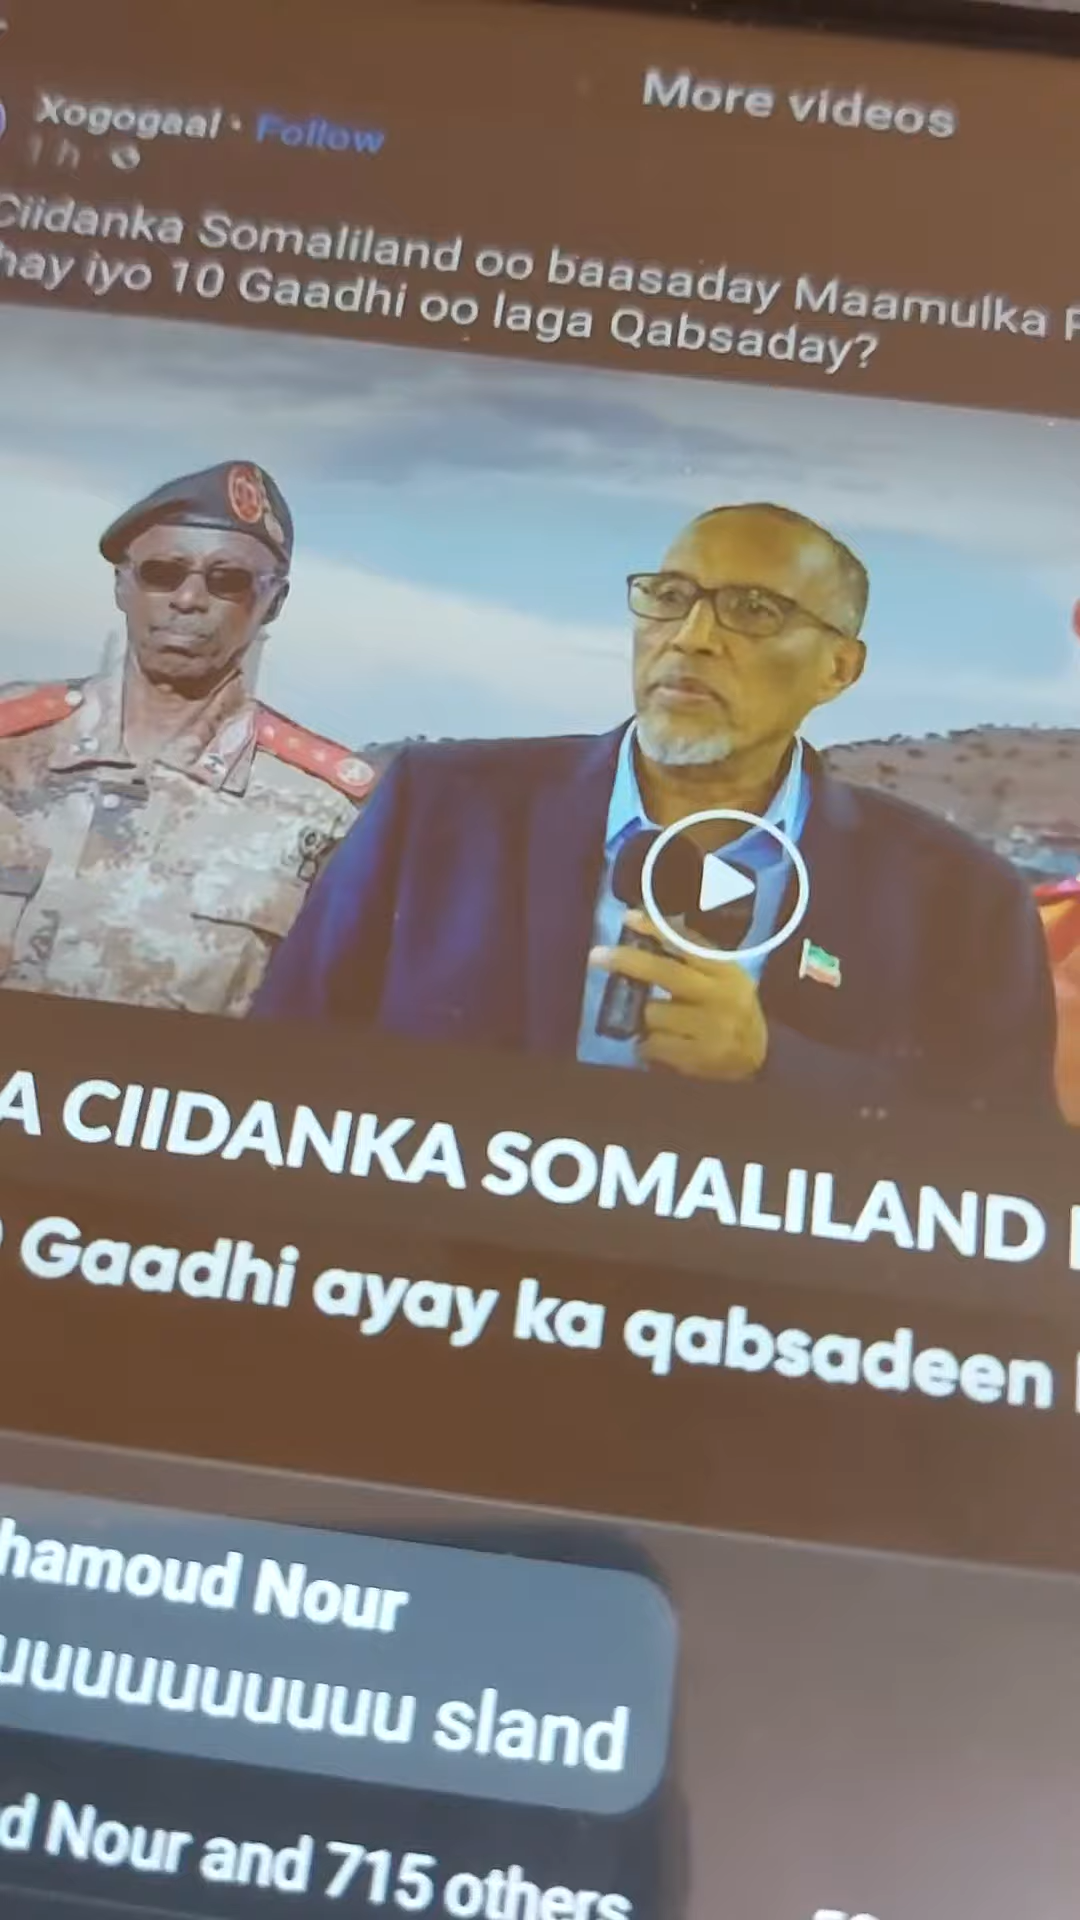 More videos
Xogogaal · Follow
1 h
Ciidanka Somaliland oo baasaday Maamulka
hay iyo 10 Gaadhi oo laga Qabsaday?
A CIIDANKA SOMALILAND
Gaadhi ayay ka qabsadeen
hamoud Nour
uuuuuuuuuu sland
d Nour and 715 others